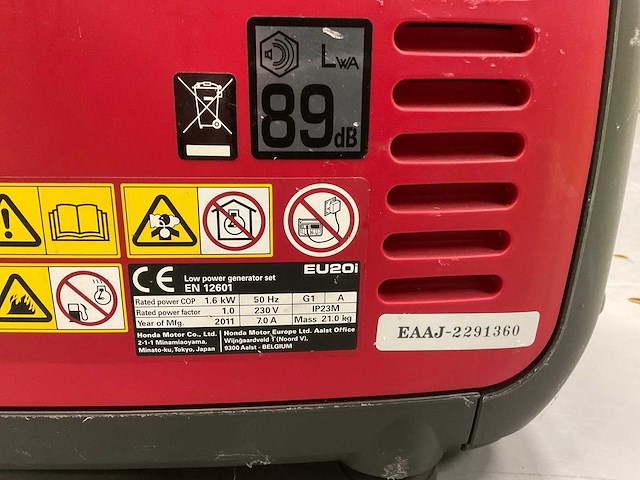 LWA
89dB
CE Low power generator set EU20i
EN 12601
Rated power COP 1.6 kW 50 Hz G1 A
Rated power factor 1.0 230 V IP23M
Year of Mfg. 2011 7.0 A Mass 21.0 kg
Honda Motor Co., Ltd. Honda Motor Europe Ltd. Aalst Office
2-1-1 Minamiaoyama, Wijngaardveld 1 (Noord V),
Minato-ku, Tokyo, Japan 9300 Aalst - BELGIUM
EAAJ-2291360